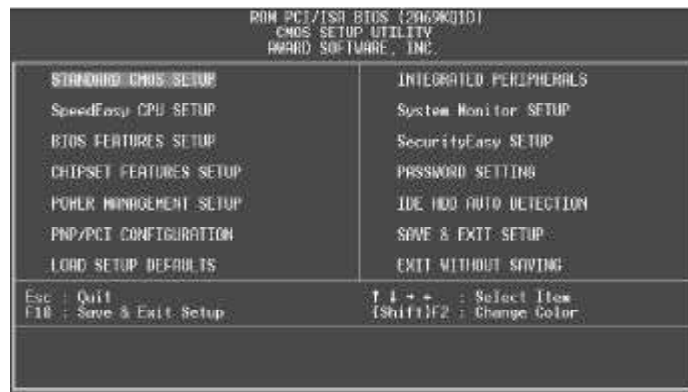 ROM PCI/ISA BIOS (2A69KQ1D)
CMOS SETUP UTILITY
AWARD SOFTWARE, INC.
STANDARD CMOS SETUP
SpeedEasy CPU SETUP
BIOS FEATURES SETUP
CHIPSET FEATURES SETUP
POWER MANAGEMENT SETUP
PNP/PCI CONFIGURATION
LOAD SETUP DEFAULTS
INTEGRATED PERIPHERALS
System Monitor SETUP
SecurityEasy SETUP
PASSWORD SETTING
IDE HDD AUTO DETECTION
SAVE & EXIT SETUP
EXIT WITHOUT SAVING
Esc : Quit
F10 : Save & Exit Setup
↑ ↓ → ← : Select Item
(Shift)F2 : Change Color